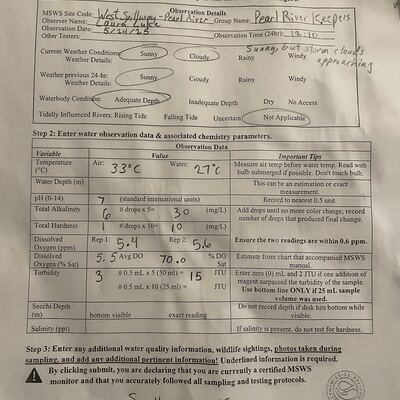 Observation Details
MSWS Site Code: West Spillway - Pearl River Group Name: Pearl River Keepers
Observer Name: Laura
Observation Date: 5/24/25 Observation Time (24hr): 12:10
Other Testers:
Sunny, but storm clouds approaching
Current Weather Conditions: Sunny Cloudy Rainy Windy
Weather Details:
Weather previous 24-hr: Sunny Cloudy Rainy Windy
Weather Details:
Waterbody Condition: Adequate Depth Inadequate Depth Dry No Access
Tidally Influenced Rivers: Rising Tide Falling Tide Uncertain Not Applicable
Step 2: Enter water observation data & associated chemistry parameters.
Observation Data
Variable Value Important Tips
Temperature (°C) Air: 33°C Water: 27°C Measure air temp before water temp. Read with bulb submerged if possible. Don't touch bulb.
Water Depth (m) This can be an estimation or exact measurement.
pH (0-14) 7 (standard international units) Record to nearest 0.5 unit.
Total Alkalinity 6 # drops x 5= 30 (mg/L) Add drops until no more color change; record number of drops that produced final change.
Total Hardness 1 # drops x 10= 10 (mg/L)
Dissolved Oxygen (ppm) Rep 1: 5.4 Rep 2: 5.6 Ensure the two readings are within 0.6 ppm.
Dissolved Oxygen (% Sat) 5.5 Avg DO 70.0 % DO Sat Estimate from chart that accompanied MSWS manual.
Turbidity 3 # 0.5 mL x 5 (50 ml) = 15 JTU Enter zero (0) mL and 2 JTU if one addition of reagent surpassed the turbidity of the sample.
# 0.5 mL x 10 (25 ml) = JTU Use bottom line ONLY if 25 mL sample volume was used.
Secchi Depth (m) bottom visible exact reading Do not record depth if disk hits bottom while visible.
Salinity (ppt) If salinity is present, do not test for hardness.
Step 3: Enter any additional water quality information, wildlife sightings, photos taken during
sampling, and add any additional pertinent information! Underlined information is required.
By clicking submit, you are declaring that you are currently a certified MSWS
monitor and that you accurately followed all sampling and testing protocols.